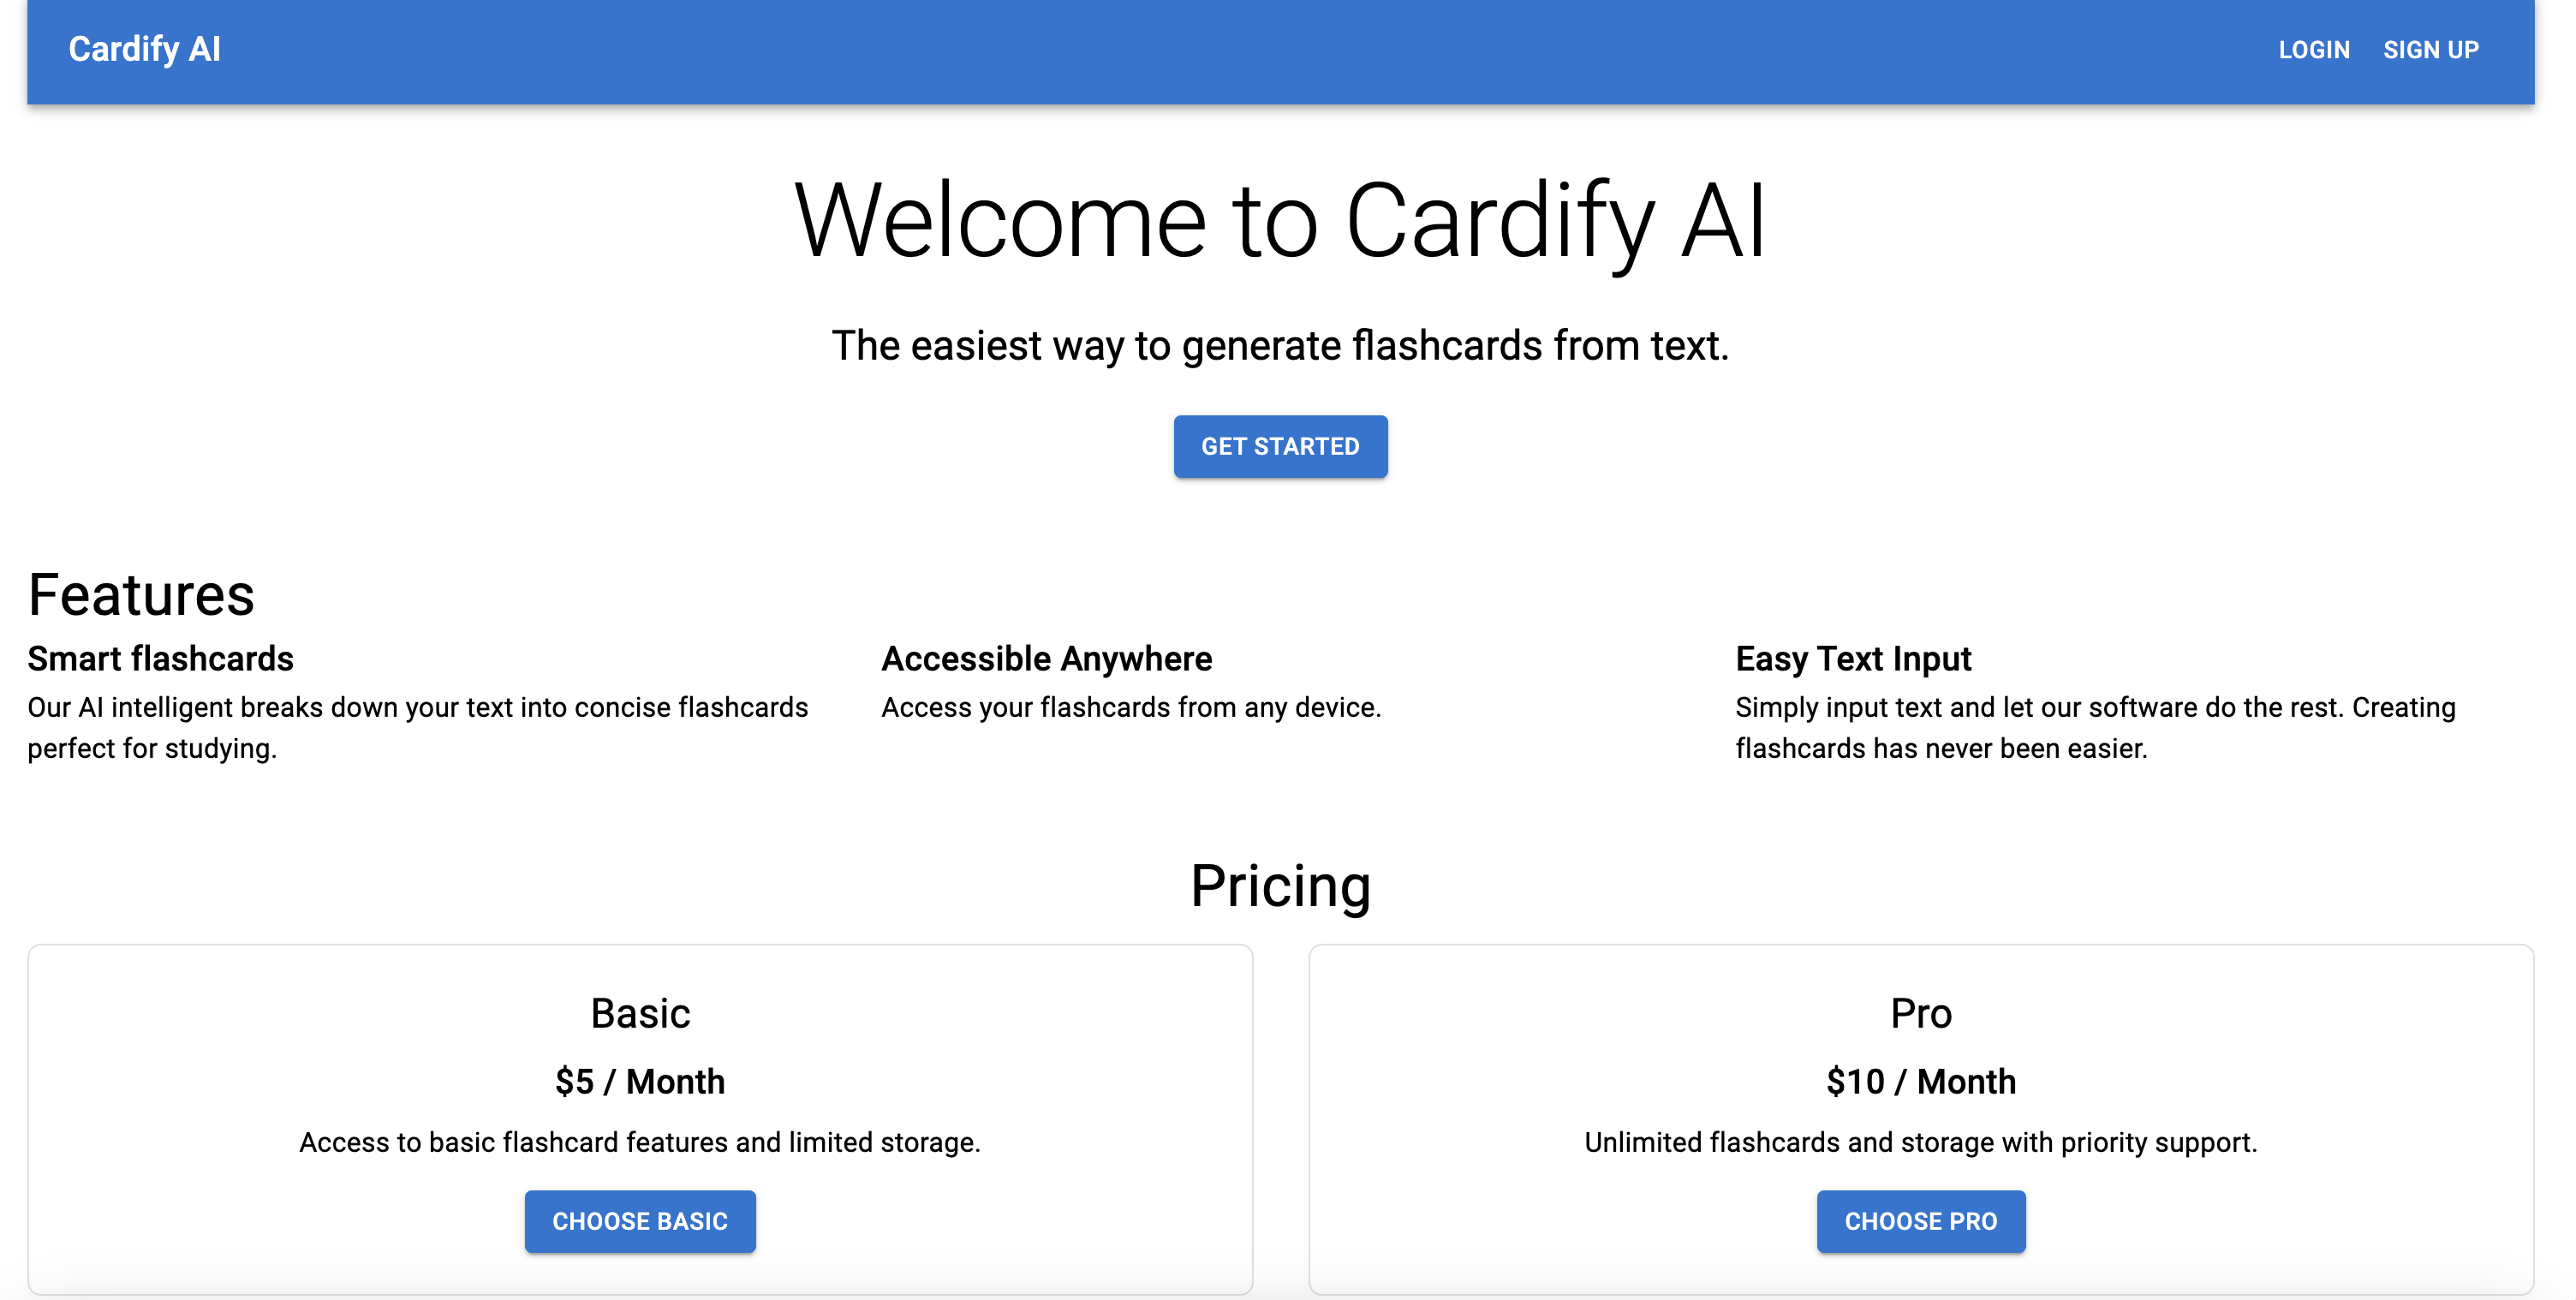 Cardify AI
LOGIN SIGN UP
Welcome to Cardify AI
The easiest way to generate flashcards from text.
GET STARTED
Features
Smart flashcards
Our AI intelligent breaks down your text into concise flashcards
perfect for studying.
Accessible Anywhere
Access your flashcards from any device.
Easy Text Input
Simply input text and let our software do the rest. Creating
flashcards has never been easier.
Pricing
Basic
$5 / Month
Access to basic flashcard features and limited storage.
CHOOSE BASIC
Pro
$10 / Month
Unlimited flashcards and storage with priority support.
CHOOSE PRO